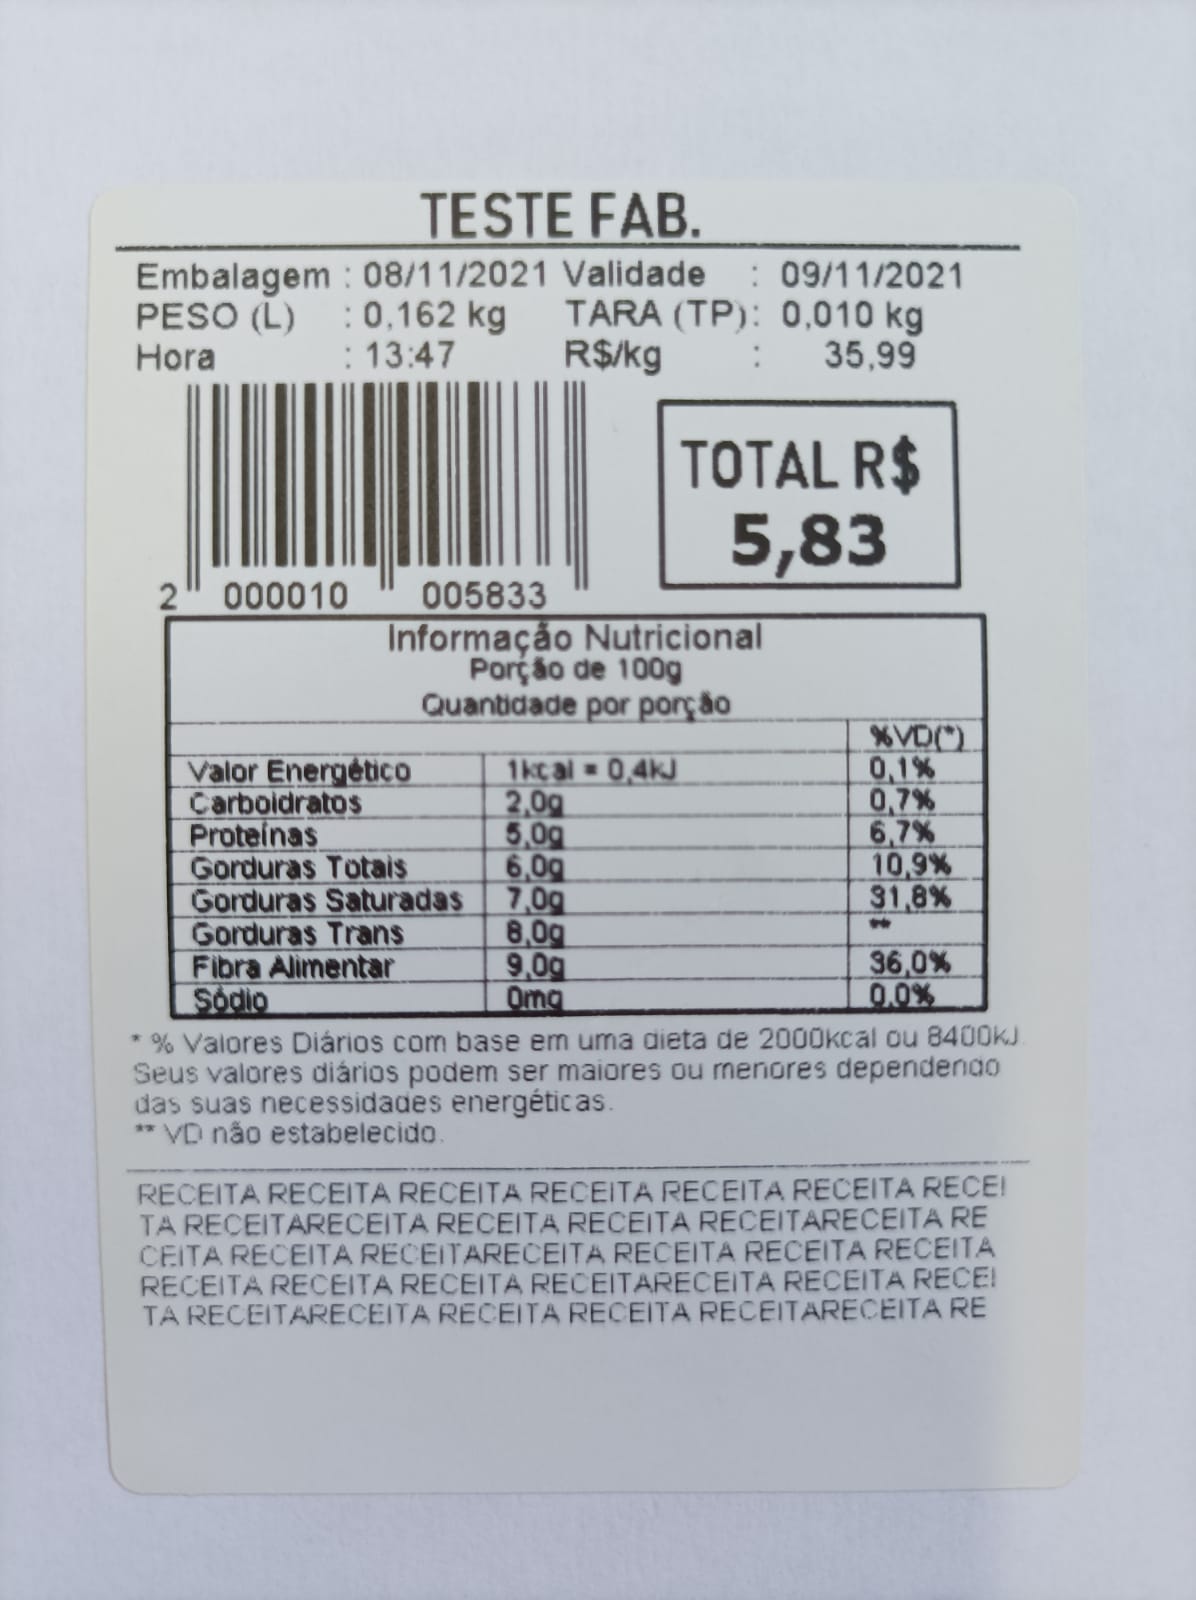 TESTE FAB.
Embalagem : 08/11/2021 Validade : 09/11/2021
PESO (L) : 0,162 kg TARA (TP): 0,010 kg
Hora : 13:47 R$/kg : 35,99
TOTAL R$
5,83
2 000010 005833
Informação Nutricional
Porção de 100g
Quantidade por porção
%VD(*)
Valor Energético 1kcal = 0,4kJ 0,1%
Carboidratos 2,0g 0,7%
Proteínas 5,0g 6,7%
Gorduras Totais 6,0g 10,9%
Gorduras Saturadas 7,0g 31,8%
Gorduras Trans 8,0g **
Fibra Alimentar 9,0g 36,0%
Sódio 0mg 0,0%
* % Valores Diários com base em uma dieta de 2000kcal ou 8400kJ.
Seus valores diários podem ser maiores ou menores dependendo
das suas necessidades energéticas.
** VD não estabelecido.
RECEITA RECEITA RECEITA RECEITA RECEITA RECEITA RECEI
TA RECEITARECEITA RECEITA RECEITA RECEITARECEITA RE
CEITA RECEITA RECEITARECEITA RECEITA RECEITA RECEITA
RECEITA RECEITA RECEITA RECEITARECEITA RECEITA RECEI
TA RECEITARECEITA RECEITA RECEITA RECEITARECEITA RE